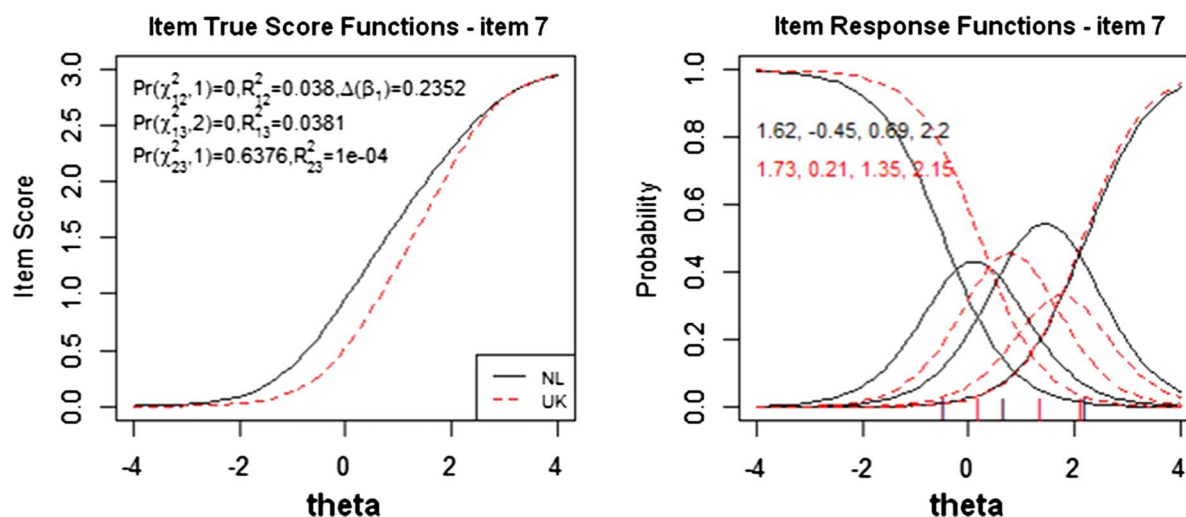 Item True Score Functions - item 7
Pr(χ²₁₂,1)=0,R²₁₂=0.038,Δ(β₁)=0.2352
Pr(χ²₁₃,2)=0,R²₁₃=0.0381
Pr(χ²₂₃,1)=0.6376,R²₂₃=1e-04
Item Score
3.0
2.5
2.0
1.5
1.0
0.5
0.0
NL
UK
-4
-2
0
2
4
theta
Item Response Functions - item 7
1.62, -0.45, 0.69, 2.2
1.73, 0.21, 1.35, 2.15
Probability
1.0
0.8
0.6
0.4
0.2
0.0
-4
-2
0
2
4
theta